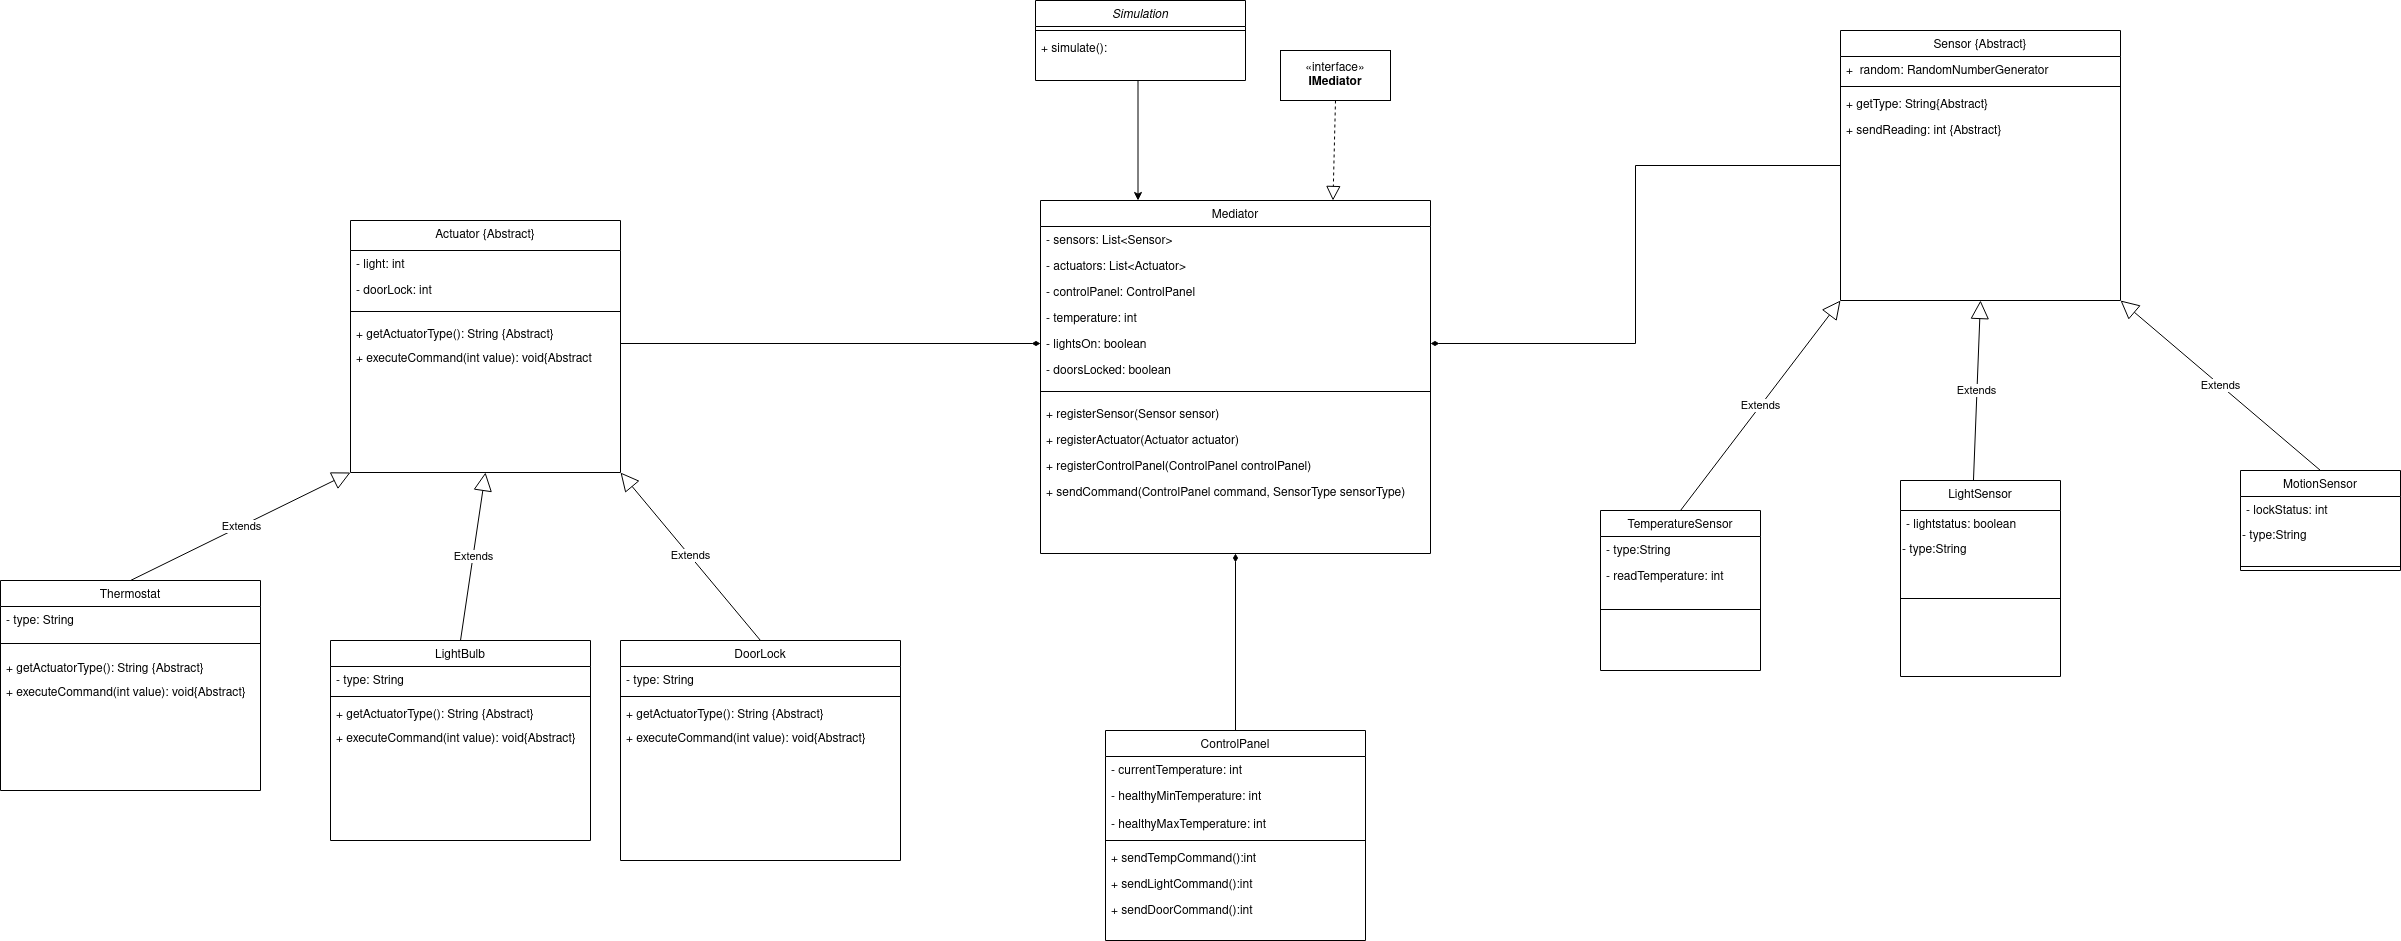 Simulation
+ simulate():
«interface»
IMediator
Sensor {Abstract}
+  random: RandomNumberGenerator
+ getType: String{Abstract}
+ sendReading: int {Abstract}
Actuator {Abstract}
- light: int
- doorLock: int
+ getActuatorType(): String {Abstract}
+ executeCommand(int value): void{Abstract
Mediator
- sensors: List<Sensor>
- actuators: List<Actuator>
- controlPanel: ControlPanel
- temperature: int
- lightsOn: boolean
- doorsLocked: boolean
+ registerSensor(Sensor sensor)
+ registerActuator(Actuator actuator)
+ registerControlPanel(ControlPanel controlPanel)
+ sendCommand(ControlPanel command, SensorType sensorType)
Extends
Extends
Extends
Extends
Extends
Extends
Thermostat
- type: String
+ getActuatorType(): String {Abstract}
+ executeCommand(int value): void{Abstract}
LightBulb
- type: String
+ getActuatorType(): String {Abstract}
+ executeCommand(int value): void{Abstract}
DoorLock
- type: String
+ getActuatorType(): String {Abstract}
+ executeCommand(int value): void{Abstract}
TemperatureSensor
- type:String
- readTemperature: int
LightSensor
- lightstatus: boolean
- type:String
MotionSensor
- lockStatus: int
- type:String
ControlPanel
- currentTemperature: int
- healthyMinTemperature: int
- healthyMaxTemperature: int
+ sendTempCommand():int
+ sendLightCommand():int
+ sendDoorCommand():int